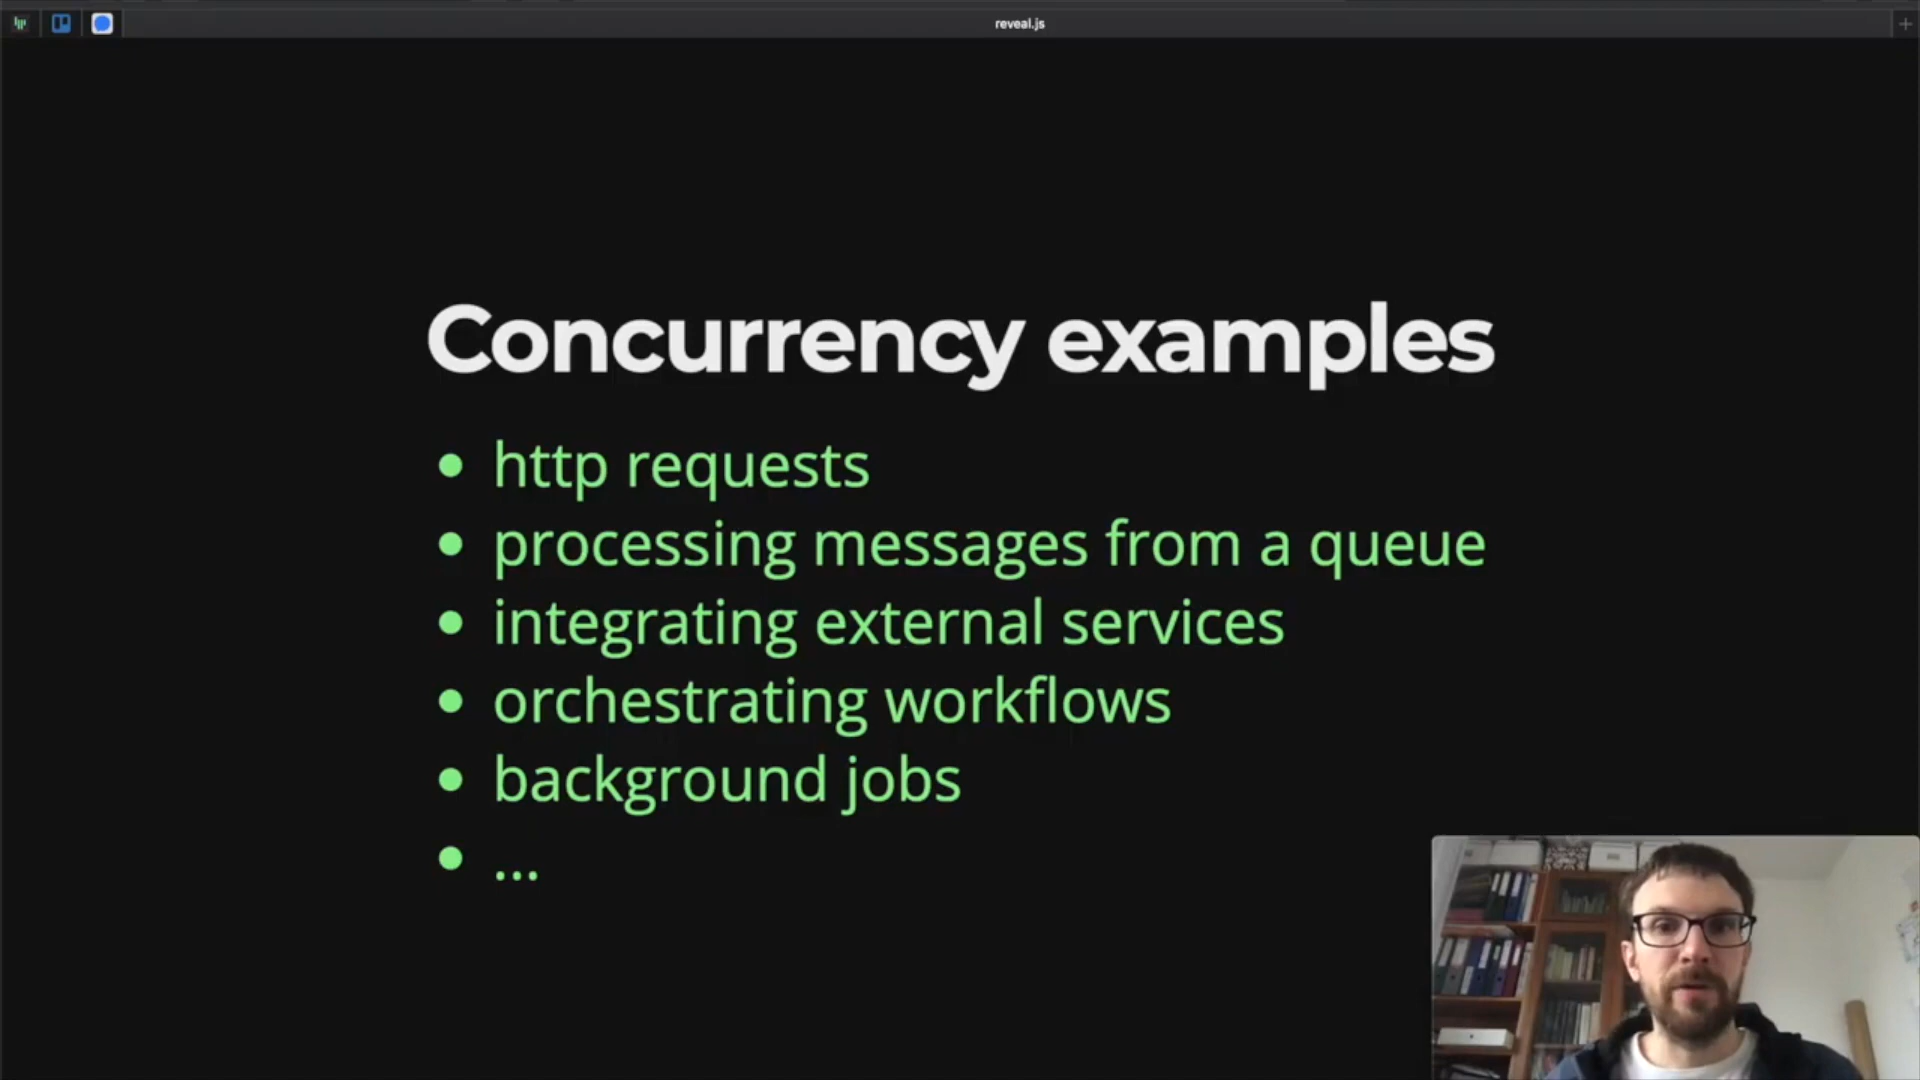 reveal.js
Concurrency examples
• http requests
• processing messages from a queue
• integrating external services
• orchestrating workflows
• background jobs
• ...